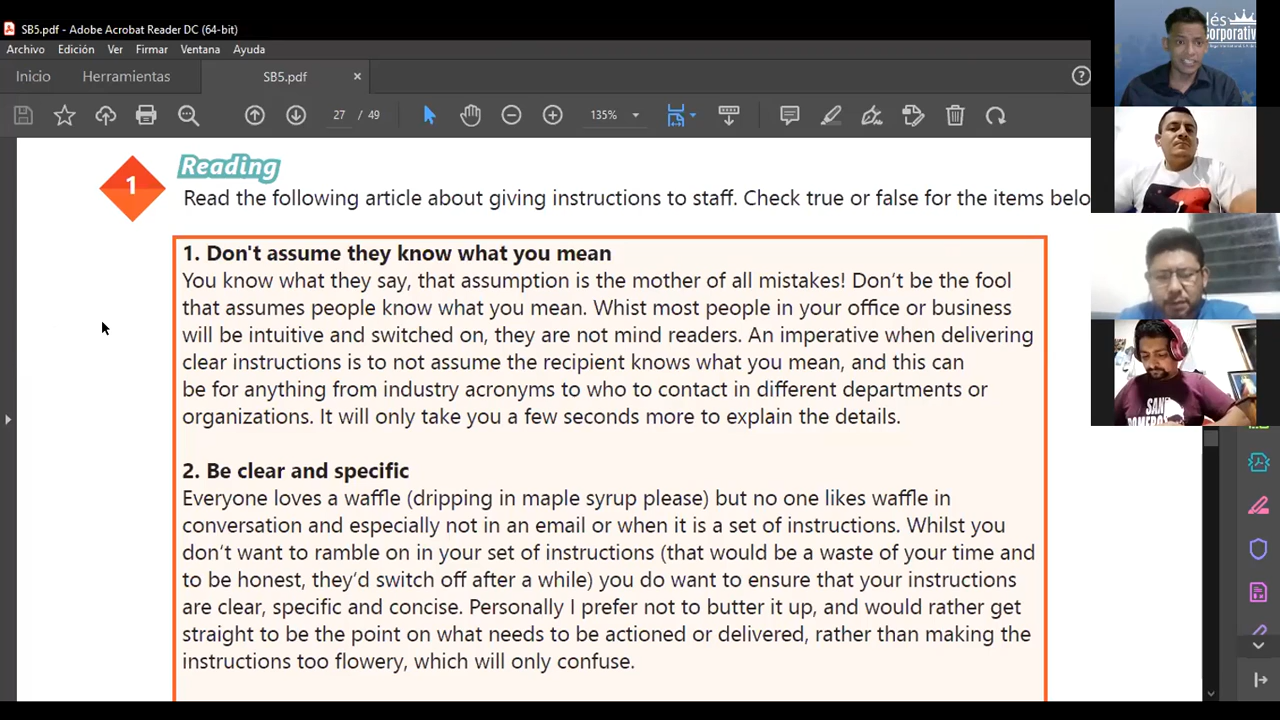 SB5.pdf - Adobe Acrobat Reader DC (64-bit)
Archivo Edición Ver Firmar Ventana Ayuda
Inicio Herramientas SB5.pdf ×
27 / 49 135%
lés
Corporativ
1
Reading
Read the following article about giving instructions to staff. Check true or false for the items belo
1. Don't assume they know what you mean
You know what they say, that assumption is the mother of all mistakes! Don't be the fool
that assumes people know what you mean. Whist most people in your office or business
will be intuitive and switched on, they are not mind readers. An imperative when delivering
clear instructions is to not assume the recipient knows what you mean, and this can
be for anything from industry acronyms to who to contact in different departments or
organizations. It will only take you a few seconds more to explain the details.
2. Be clear and specific
Everyone loves a waffle (dripping in maple syrup please) but no one likes waffle in
conversation and especially not in an email or when it is a set of instructions. Whilst you
don't want to ramble on in your set of instructions (that would be a waste of your time and
to be honest, they'd switch off after a while) you do want to ensure that your instructions
are clear, specific and concise. Personally I prefer not to butter it up, and would rather get
straight to be the point on what needs to be actioned or delivered, rather than making the
instructions too flowery, which will only confuse.